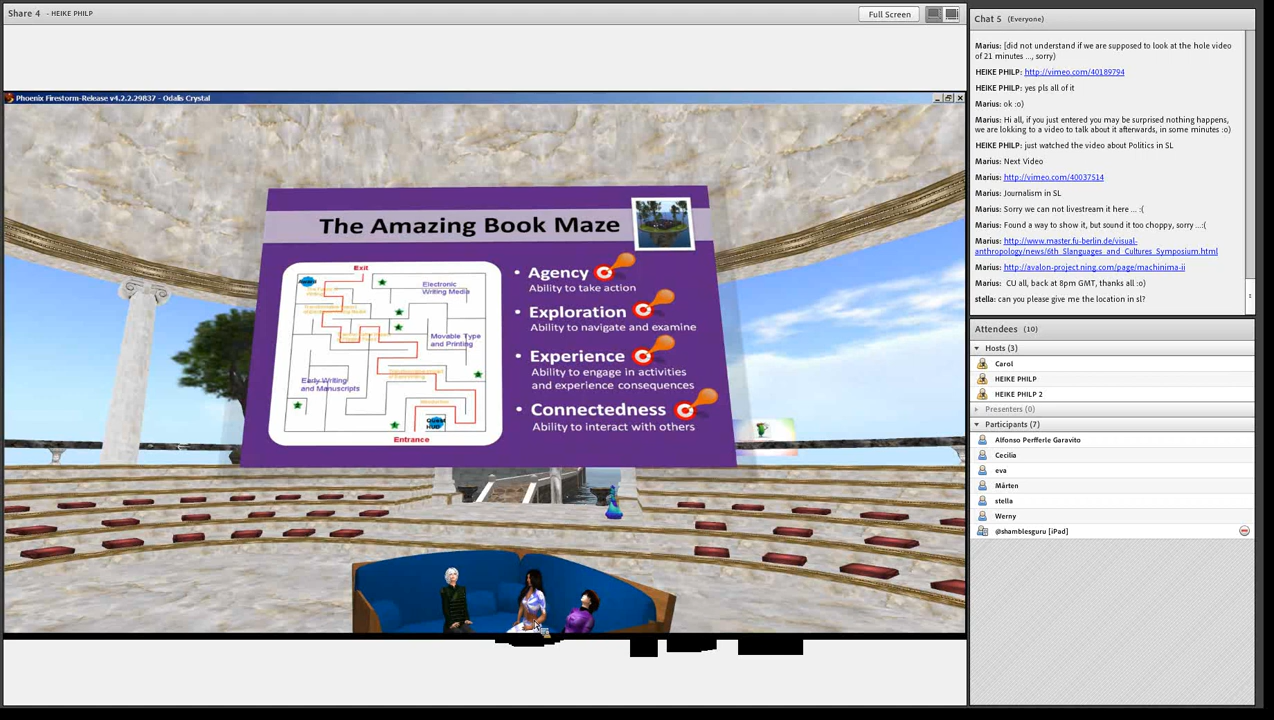 Share 4 - HEIKE PHILP
Full Screen
Phoenix Firestorm-Release v4.2.2.29837 - Odalis Crystal
The Amazing Book Maze
Exit
Electronic
Writing Media
Movable Type
and Printing
Early Writing
and Manuscripts
Entrance
• Agency
Ability to take action
• Exploration
Ability to navigate and examine
• Experience
Ability to engage in activities
and experience consequences
• Connectedness
Ability to interact with others
Chat 5 (Everyone)
Marius: [did not understand if we are supposed to look at the hole video
of 21 minutes ..., sorry)
HEIKE PHILP: http://vimeo.com/40189794
HEIKE PHILP: yes pls all of it
Marius: ok :o)
Marius: Hi all, if you just entered you may be surprised nothing happens,
we are lokking to a video to talk about it afterwards, in some minutes :o)
HEIKE PHILP: just watched the video about Politics in SL
Marius: Next Video
Marius: http://vimeo.com/40037514
Marius: Journalism in SL
Marius: Sorry we can not livestream it here ... :(
Marius: Found a way to show it, but sound it too choppy, sorry ...:(
Marius: http://www.master.fu-berlin.de/visual-
anthropology/news/6th_Slanguages_and_Cultures_Symposium.html
Marius: http://avalon-project.ning.com/page/machinima-ii
Marius: CU all, back at 8pm GMT, thanks all :o)
stella: can you please give me the location in sl?
Attendees (10)
Hosts (3)
Carol
HEIKE PHILP
HEIKE PHILP 2
Presenters (0)
Participants (7)
Alfonso Perfferle Garavito
Cecilia
eva
Mårten
stella
Werny
@shamblesguru [iPad]